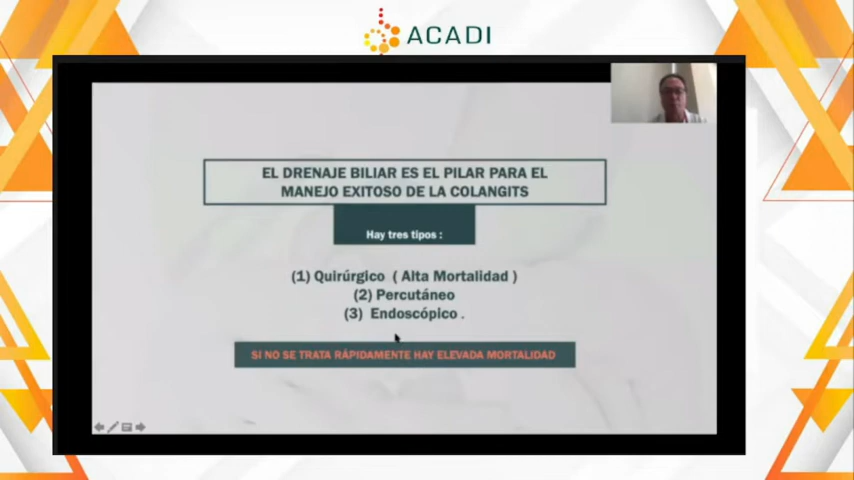 ACADI
EL DRENAJE BILIAR ES EL PILAR PARA EL
MANEJO EXITOSO DE LA COLANGITS
Hay tres tipos :
(1) Quirúrgico ( Alta Mortalidad )
(2) Percutáneo
(3) Endoscópico .
SI NO SE TRATA RÁPIDAMENTE HAY ELEVADA MORTALIDAD